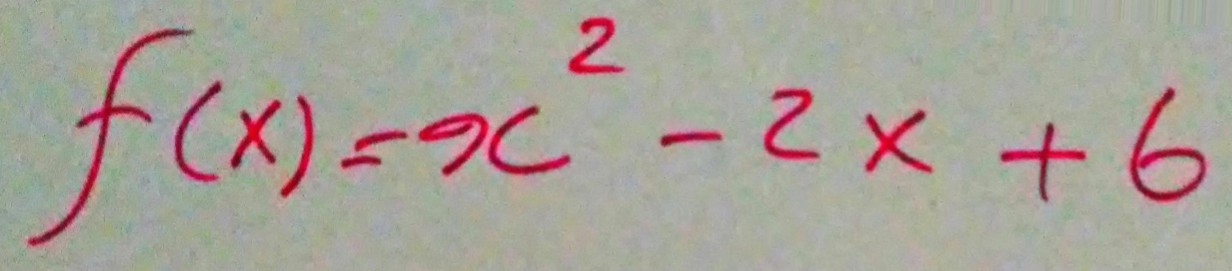 f(x)=x² - 2x + 6